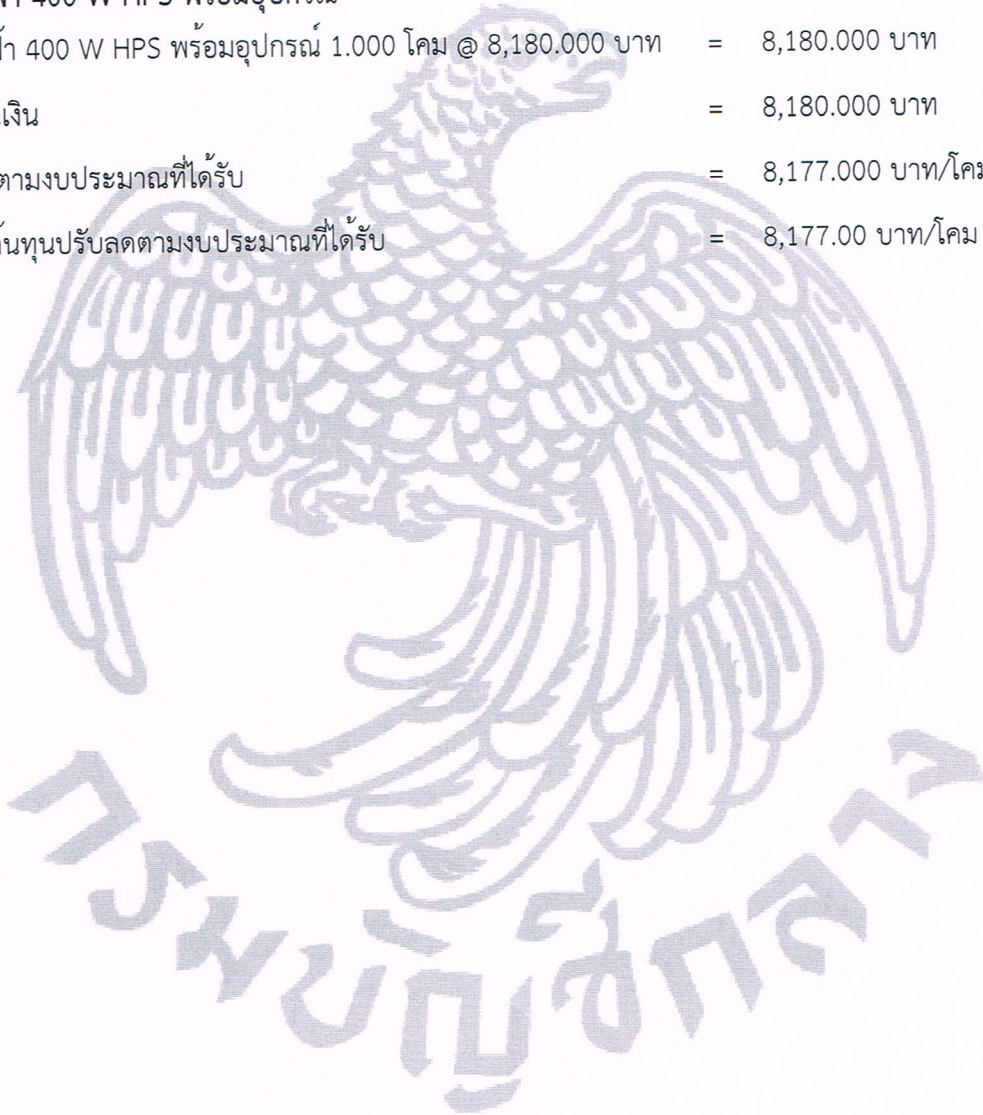 400 W HPS พร้อมอุปกรณ์
400 W HPS พร้อมอุปกรณ์ 1.000 โคม @ 8,180.000 บาท = 8,180.000 บาท
เงิน = 8,180.000 บาท
ตามงบประมาณที่ได้รับ = 8,177.000 บาท/โคม
ต้นทุนปรับลดตามงบประมาณที่ได้รับ = 8,177.00 บาท/โคม
กรมบัญชีกลาง